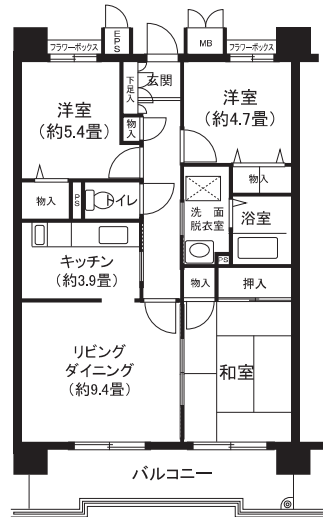 フラワーボックス
EPS
MB
フラワーボックス
玄関
下足入
洋室
(約5.4畳)
物入
洋室
(約4.7畳)
物入
PS
トイレ
物入
洗面
脱衣室
浴室
PS
キッチン
(約3.9畳)
物入
押入
リビング
ダイニング
(約9.4畳)
和室
バルコニー